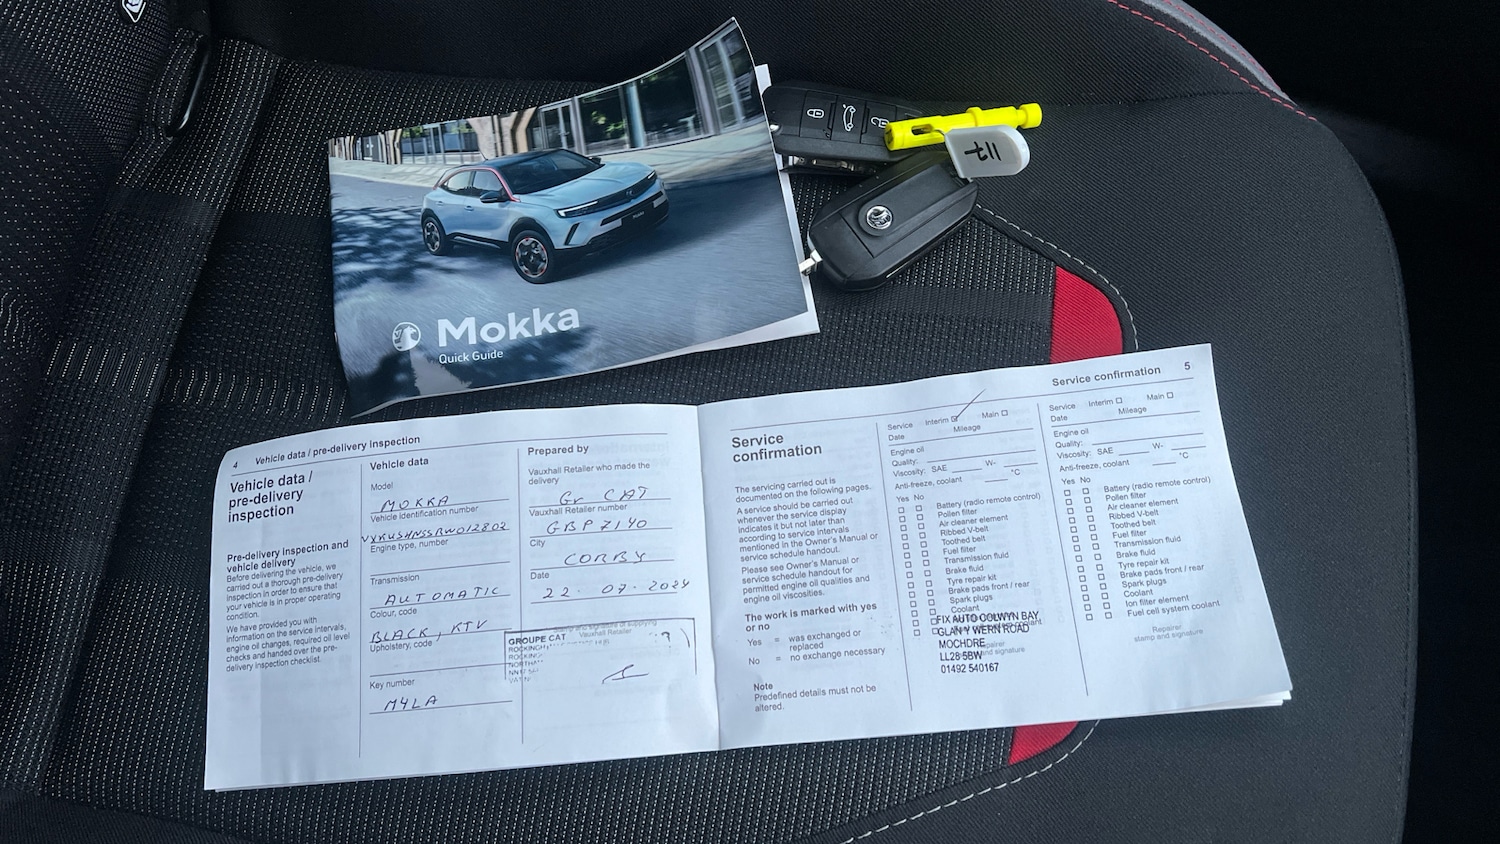 Mokka
Quick Guide
117
4 Vehicle data / pre-delivery inspection
Vehicle data /
pre-delivery
inspection
Pre-delivery inspection and
vehicle delivery
Before delivering the vehicle, we
carried out a thorough pre-delivery
inspection in order to ensure that
your vehicle is in proper operating
condition.
We have provided you with
information on the service intervals,
engine oil changes, required oil level
checks and handed over the pre-
delivery inspection checklist.
Vehicle data
Model
MOKKA
Vehicle identification number
Engine type, number
Transmission
AUTOMATIC
Colour, code
BLACK, KTV
Upholstery, code
Key number
M4LA
Prepared by
Vauxhall Retailer who made the
delivery
Gr CAT
Vauxhall Retailer number
GBP 7140
City
CORBY
Date
22. 07. 2024
Vauxhall Retailer
GROUPE CAT
Service confirmation 5
Service
confirmation
The servicing carried out is
documented on the following pages.
A service should be carried out
whenever the service display
indicates it but not later than
according to service intervals
mentioned in the Owner's Manual or
service schedule handout.
Please see Owner's Manual or
service schedule handout for
permitted engine oil qualities and
engine oil viscosities.
The work is marked with yes
or no
Yes = was exchanged or
replaced
No = no exchange necessary
Note
Predefined details must not be
altered.
Service Interim Main
Date Mileage
Engine oil
Quality:
Viscosity: SAE W-
Anti-freeze, coolant °C
Yes No
Battery (radio remote control)
Pollen filter
Air cleaner element
Ribbed V-belt
Toothed belt
Fuel filter
Transmission fluid
Brake fluid
Tyre repair kit
Brake pads front / rear
Spark plugs
Coolant
FIX AUTO COLWYN BAY
GLAN Y WERN ROAD
MOCHDRE
LL28 5BW
01492 540167
Service Interim Main
Date Mileage
Engine oil
Quality:
Viscosity: SAE W-
Anti-freeze, coolant °C
Yes No
Battery (radio remote control)
Pollen filter
Air cleaner element
Ribbed V-belt
Toothed belt
Fuel filter
Transmission fluid
Brake fluid
Tyre repair kit
Brake pads front / rear
Spark plugs
Coolant
Ion filter element
Fuel cell system coolant
Repairer
stamp and signature